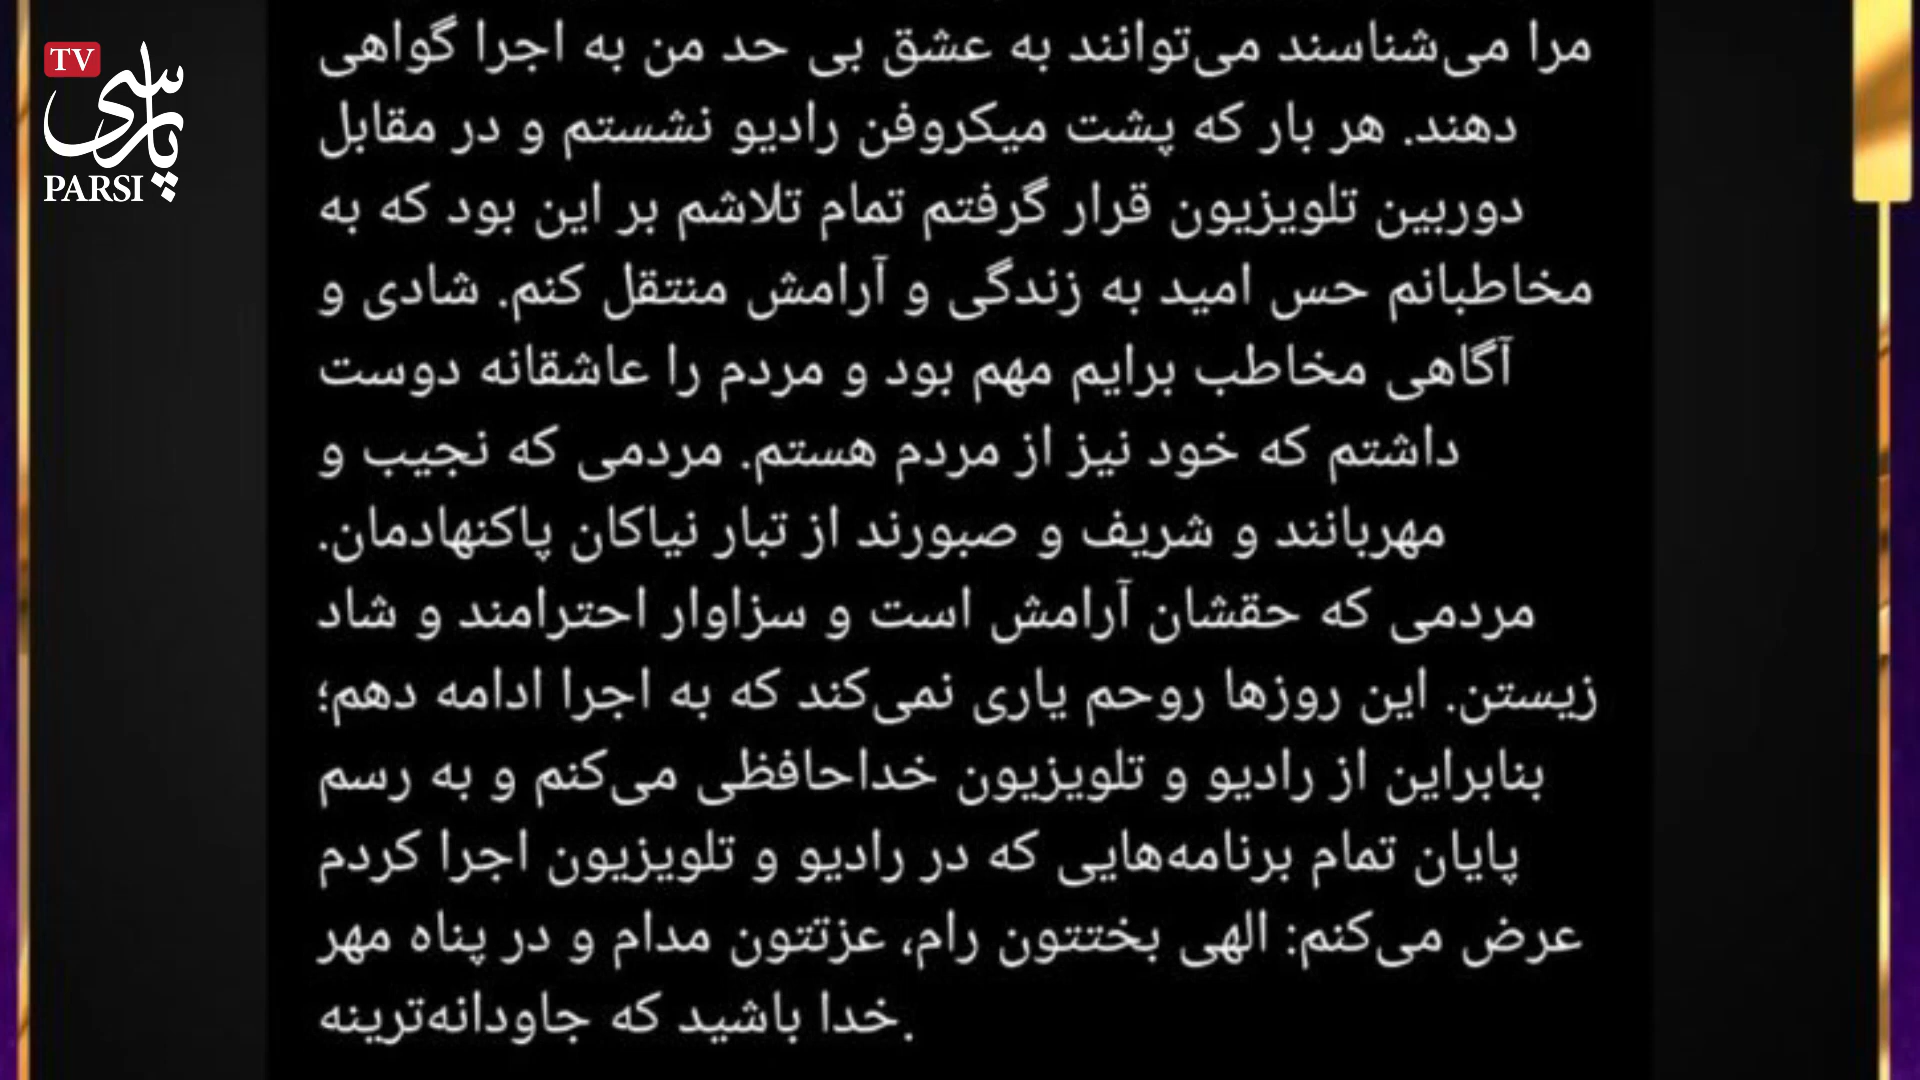 TV
پارسی
PARSI
مرا می‌شناسند می‌توانند به عشق بی حد من به اجرا گواهی
دهند. هر بار که پشت میکروفن رادیو نشستم و در مقابل
دوربین تلویزیون قرار گرفتم تمام تلاشم بر این بود که به
مخاطبانم حس امید به زندگی و آرامش منتقل کنم. شادی و
آگاهی مخاطب برایم مهم بود و مردم را عاشقانه دوست
داشتم که خود نیز از مردم هستم. مردمی که نجیب و
مهربانند و شریف و صبورند از تبار نیاکان پاکنهادمان.
مردمی که حقشان آرامش است و سزاوار احترامند و شاد
زیستن. این روزها روحم یاری نمی‌کند که به اجرا ادامه دهم؛
بنابراین از رادیو و تلویزیون خداحافظی می‌کنم و به رسم
پایان تمام برنامه‌هایی که در رادیو و تلویزیون اجرا کردم
عرض می‌کنم: الهی بختتون رام، عزتتون مدام و در پناه مهر
خدا باشید که جاودانه‌ترینه.